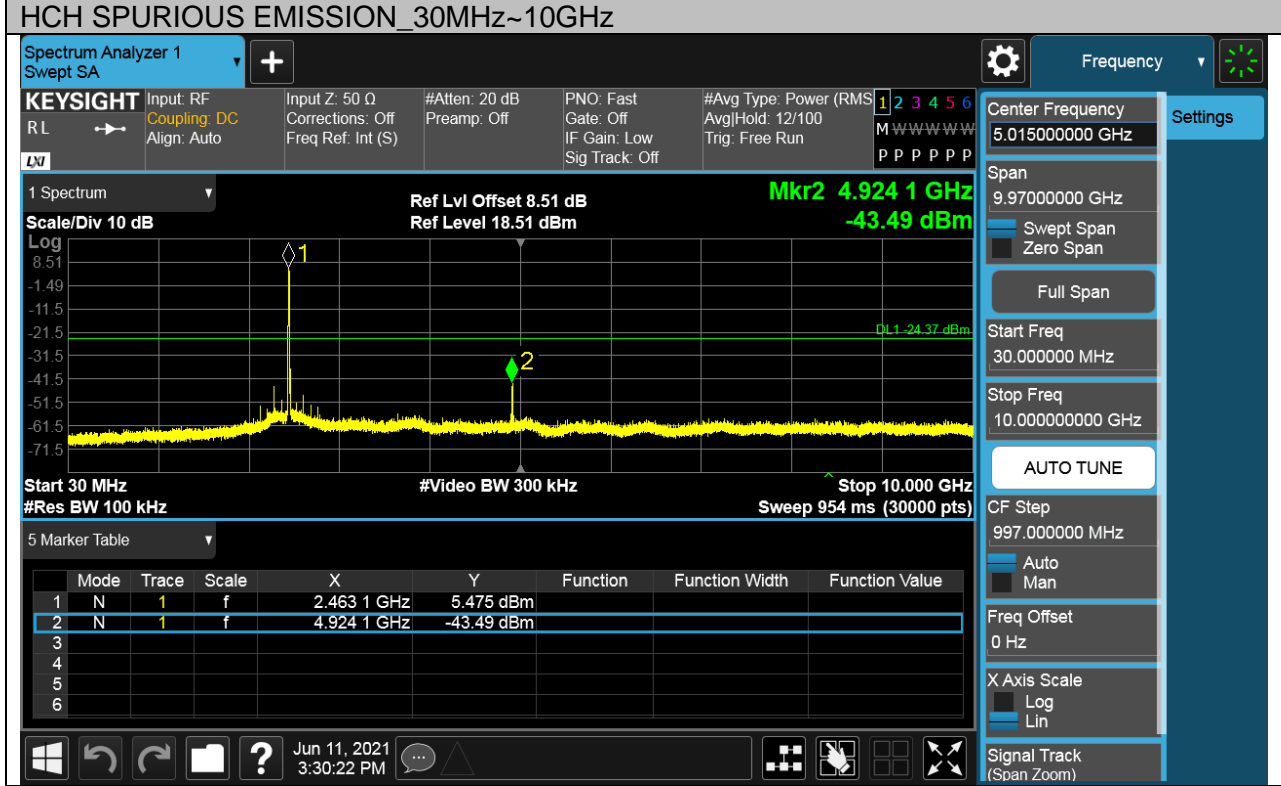 HCH SPURIOUS EMISSION_30MHz~10GHz
Spectrum Analyzer 1
Swept SA
+
Frequency
KEYSIGHT
R L
LXI
Input: RF
Coupling: DC
Align: Auto
Input Z: 50 Ω
Corrections: Off
Freq Ref: Int (S)
#Atten: 20 dB
Preamp: Off
PNO: Fast
Gate: Off
IF Gain: Low
Sig Track: Off
#Avg Type: Power (RMS
Avg|Hold: 12/100
Trig: Free Run
1 2 3 4 5 6
M W W W W W
P P P P P P
1 Spectrum
Scale/Div 10 dB
Ref Lvl Offset 8.51 dB
Ref Level 18.51 dBm
Mkr2 4.924 1 GHz
-43.49 dBm
Log
8.51
-1.49
-11.5
-21.5
-31.5
-41.5
-51.5
-61.5
-71.5
1
DL1 -24.37 dBm
2
Start 30 MHz
#Video BW 300 kHz
Stop 10.000 GHz
#Res BW 100 kHz
Sweep 954 ms (30000 pts)
5 Marker Table
Mode Trace Scale X Y Function Function Width Function Value
1 N 1 f 2.463 1 GHz 5.475 dBm
2 N 1 f 4.924 1 GHz -43.49 dBm
3
4
5
6
?
Jun 11, 2021
3:30:22 PM
Center Frequency
5.015000000 GHz
Settings
Span
9.97000000 GHz
Swept Span
Zero Span
Full Span
Start Freq
30.000000 MHz
Stop Freq
10.000000000 GHz
AUTO TUNE
CF Step
997.000000 MHz
Auto
Man
Freq Offset
0 Hz
X Axis Scale
Log
Lin
Signal Track
(Span Zoom)